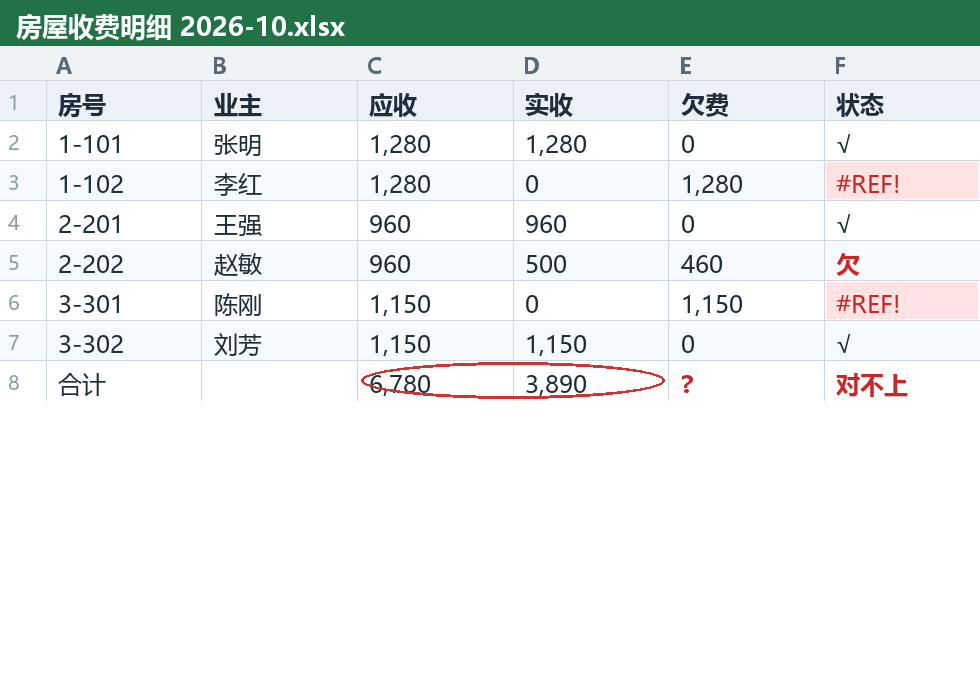 房屋收费明细 2026-10.xlsx
A B C D E F
1 房号 业主 应收 实收 欠费 状态
2 1-101 张明 1,280 1,280 0 √
3 1-102 李红 1,280 0 1,280 #REF!
4 2-201 王强 960 960 0 √
5 2-202 赵敏 960 500 460 欠
6 3-301 陈刚 1,150 0 1,150 #REF!
7 3-302 刘芳 1,150 1,150 0 √
8 合计 6,780 3,890 ? 对不上